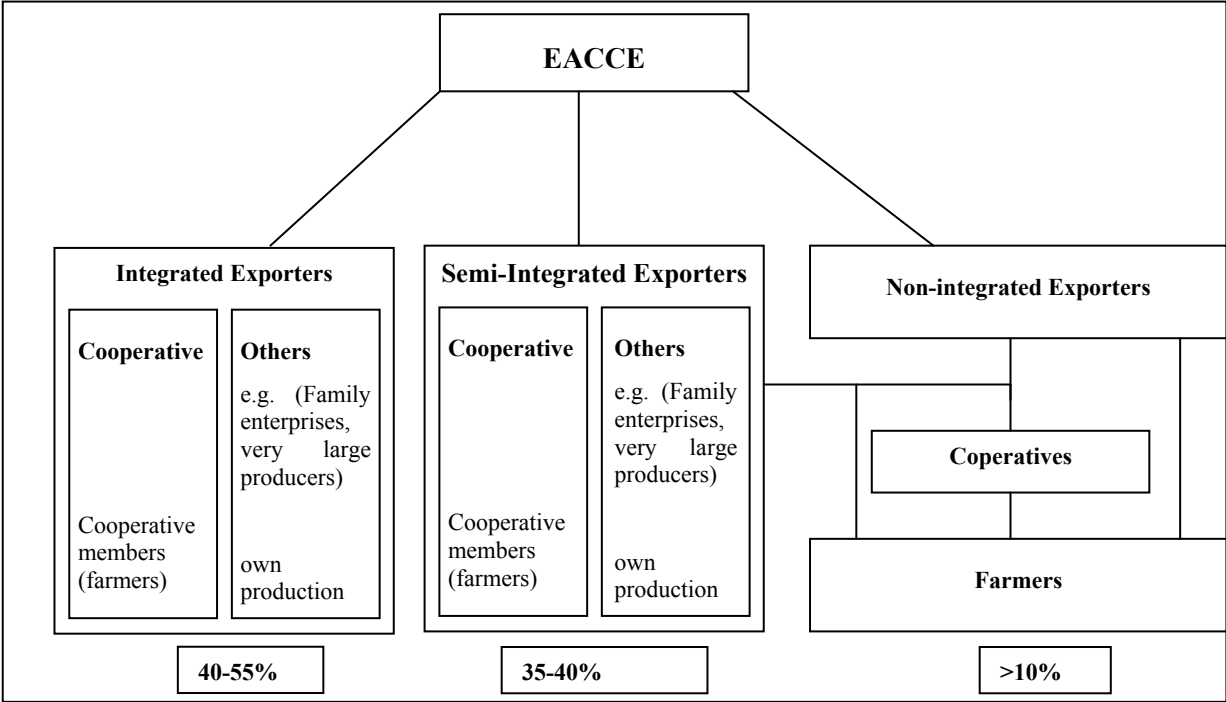 EACCE
Integrated Exporters
Cooperative
Cooperative
members
(farmers)
Others
e.g. (Family
enterprises,
very large
producers)
own
production
40-55%
Semi-Integrated Exporters
Cooperative
Cooperative
members
(farmers)
Others
e.g. (Family
enterprises,
very large
producers)
own
production
35-40%
Non-integrated Exporters
Coperatives
Farmers
>10%